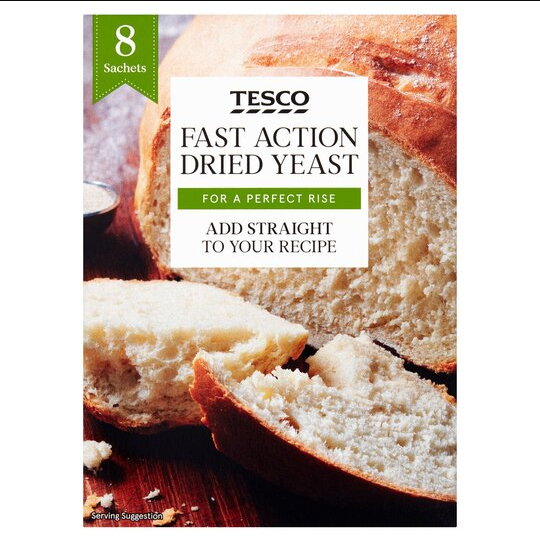 8
Sachets
TESCO
FAST ACTION
DRIED YEAST
FOR A PERFECT RISE
ADD STRAIGHT
TO YOUR RECIPE
Serving Suggestion